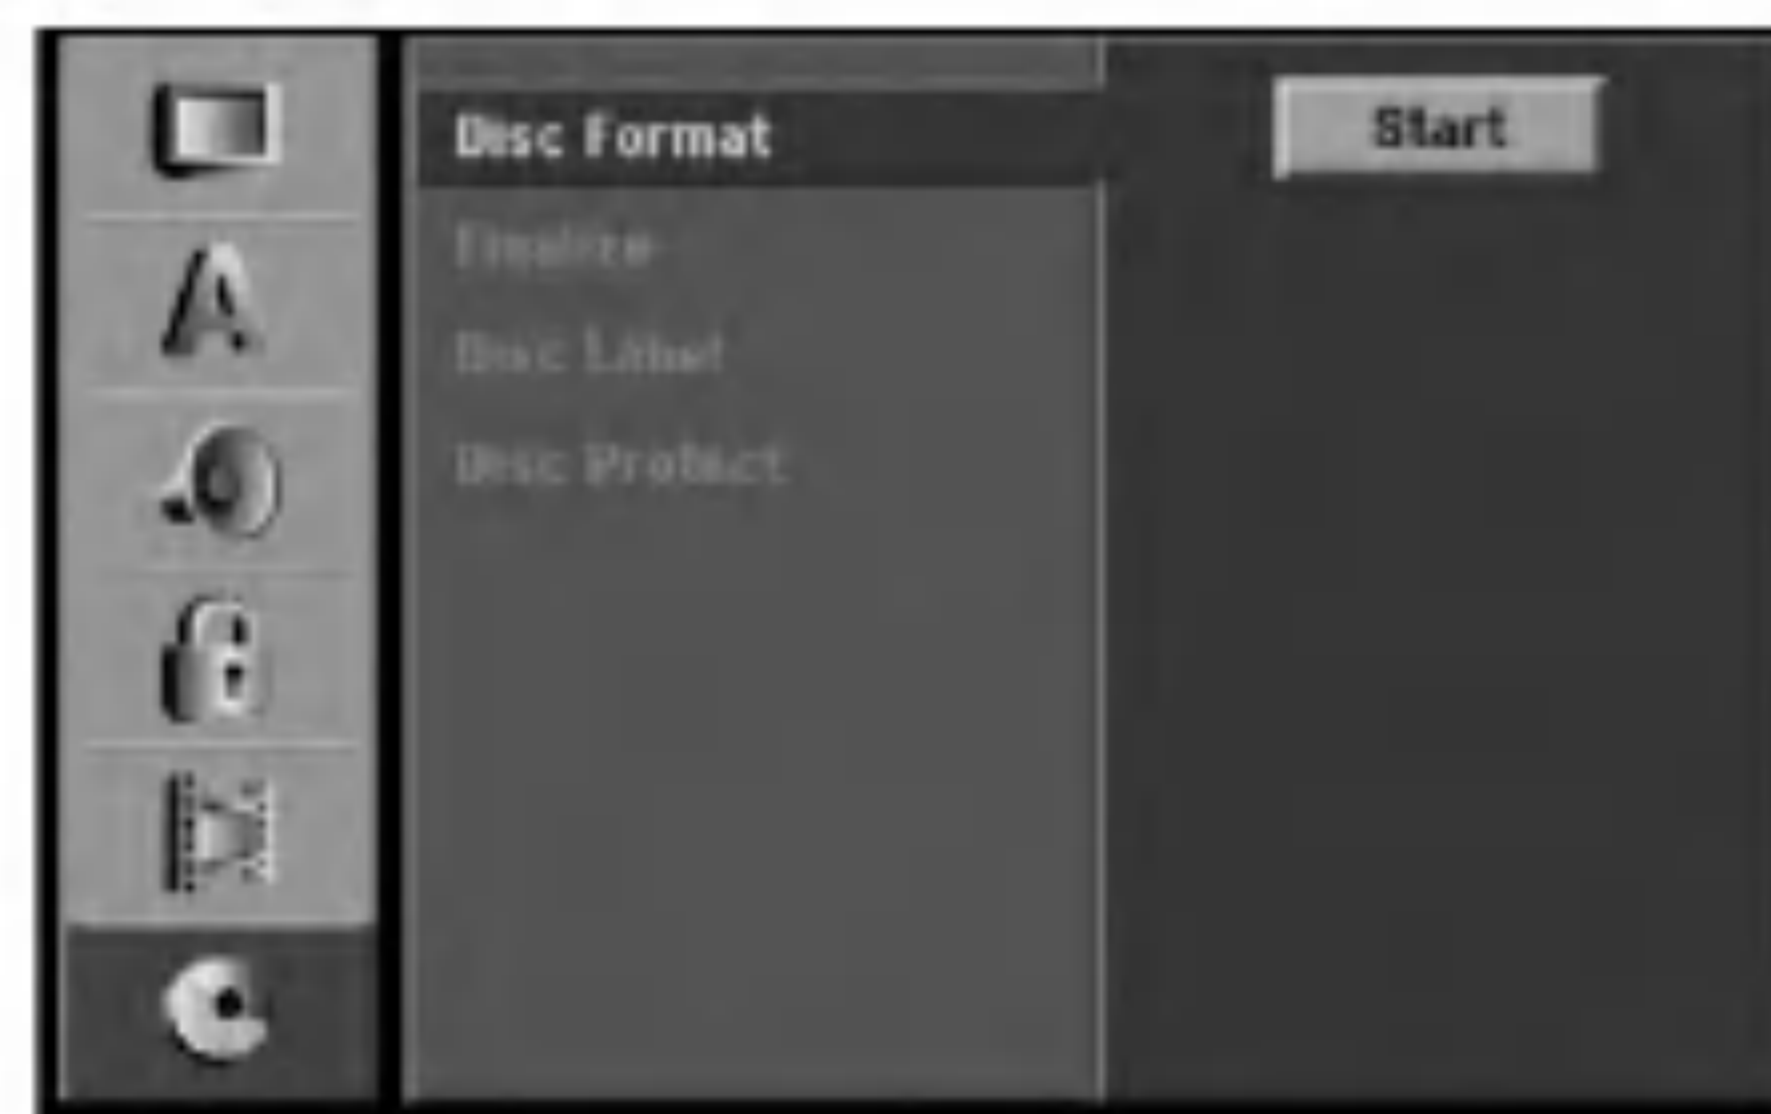 Disc Format
Start
Finalize
Disc Label
Disc Protect